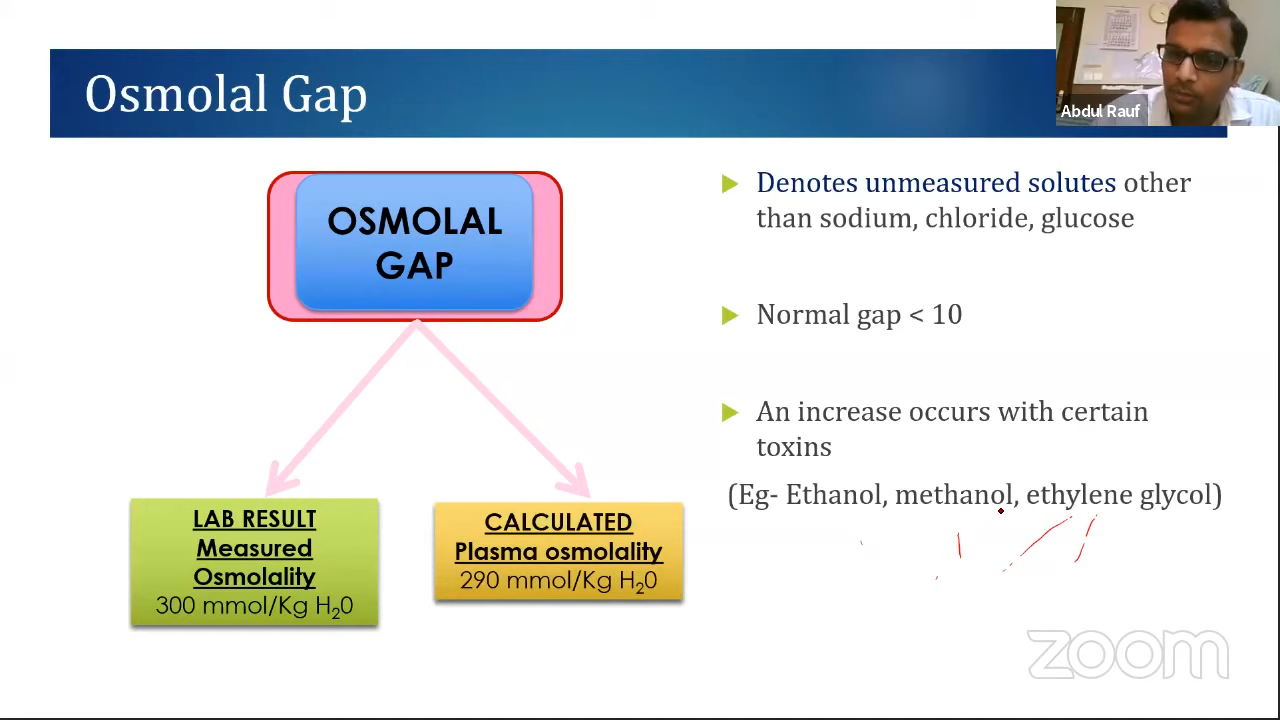 Osmolal Gap
Abdul Rauf
OSMOLAL
GAP
LAB RESULT
Measured
Osmolality
300 mmol/Kg H₂0
CALCULATED
Plasma osmolality
290 mmol/Kg H₂0
Denotes unmeasured solutes other
than sodium, chloride, glucose
Normal gap < 10
An increase occurs with certain
toxins
(Eg- Ethanol, methanol, ethylene glycol)
zoom